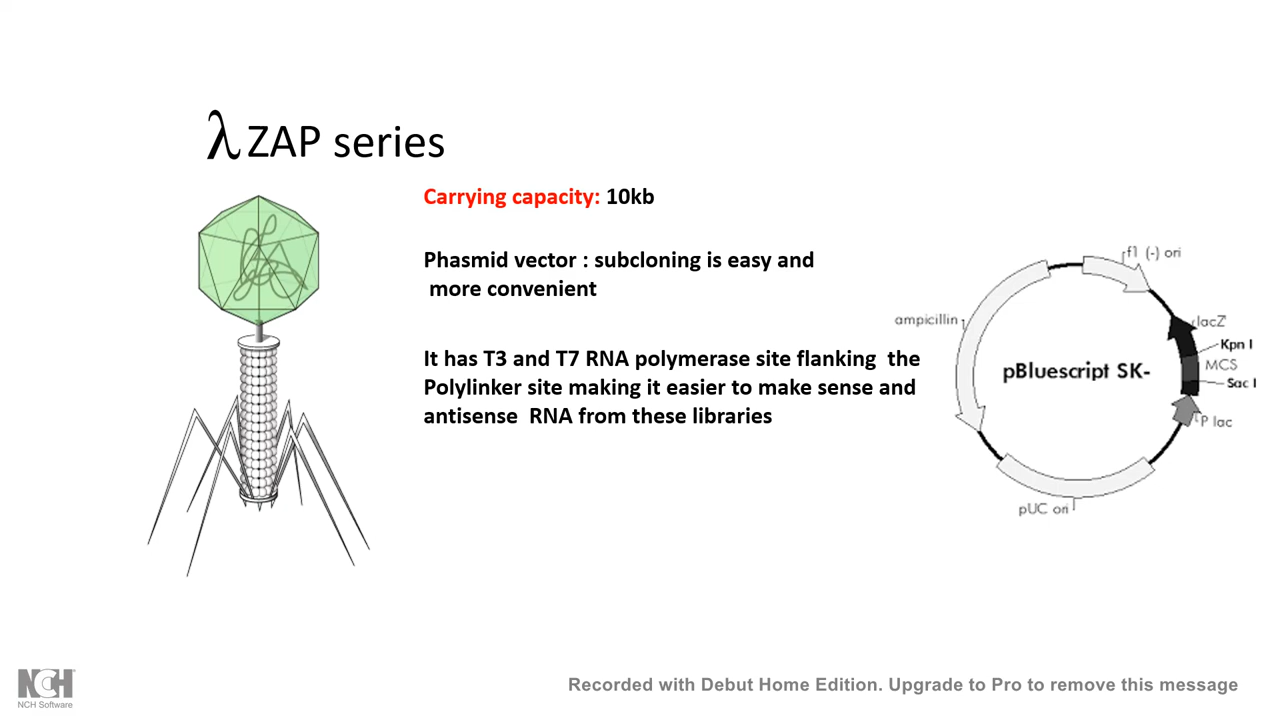 λ ZAP series
Carrying capacity: 10kb
Phasmid vector : subcloning is easy and
more convenient
It has T3 and T7 RNA polymerase site flanking the
Polylinker site making it easier to make sense and
antisense RNA from these libraries
f1 (-) ori
ampicillin
lacZ'
Kpn I
pBluescript SK-
MCS
Sac I
P lac
pUC ori
NCH
NCH Software
Recorded with Debut Home Edition. Upgrade to Pro to remove this message